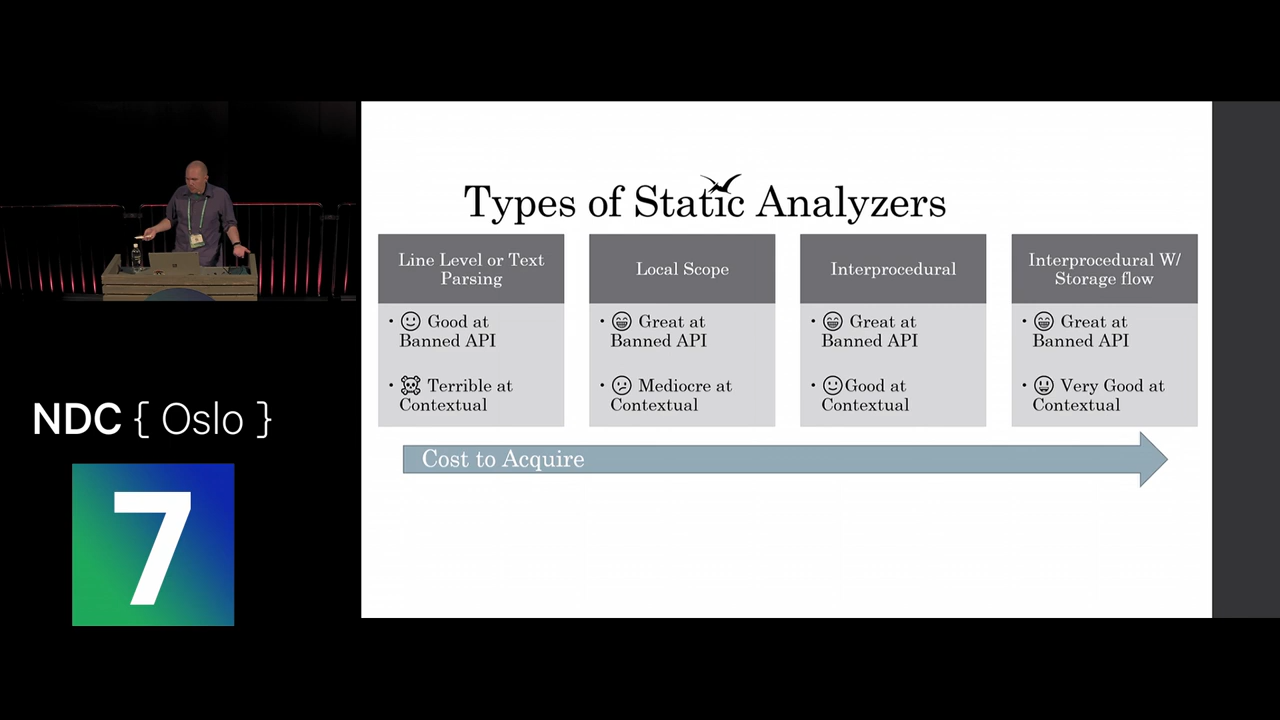 Types of Static Analyzers
Line Level or Text
Parsing
• 🙂 Good at
Banned API
• ☠ Terrible at
Contextual
Local Scope
• 😁 Great at
Banned API
• 😕 Mediocre at
Contextual
Interprocedural
• 😁 Great at
Banned API
• 🙂Good at
Contextual
Interprocedural W/
Storage flow
• 😁 Great at
Banned API
• 😃 Very Good at
Contextual
Cost to Acquire
NDC { Oslo }
7